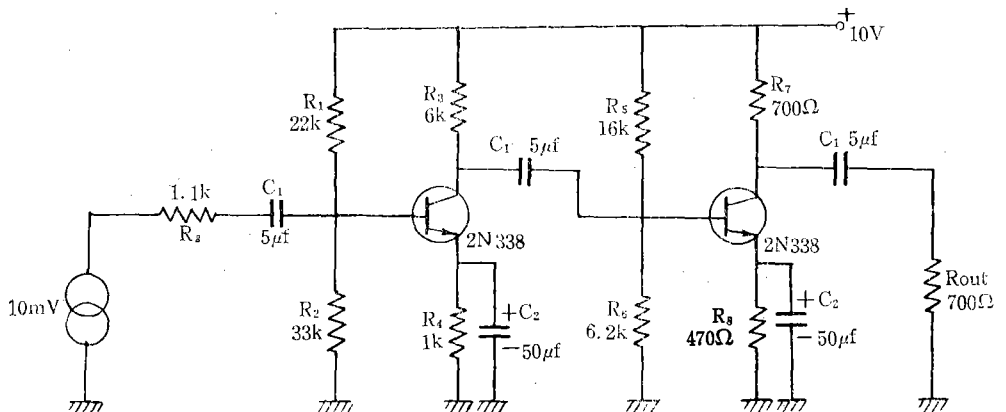 +
10V
R₁
22k
R₃
6k
R₅
16k
R₇
700Ω
C₁ 5μf
C₁ 5μf
1.1k
Rₛ
C₁
5μf
2N338
2N338
10mV
R₂
33k
R₄
1k
+C₂
-50μf
R₆
6.2k
R₈
470Ω
+C₂
-50μf
Rout
700Ω